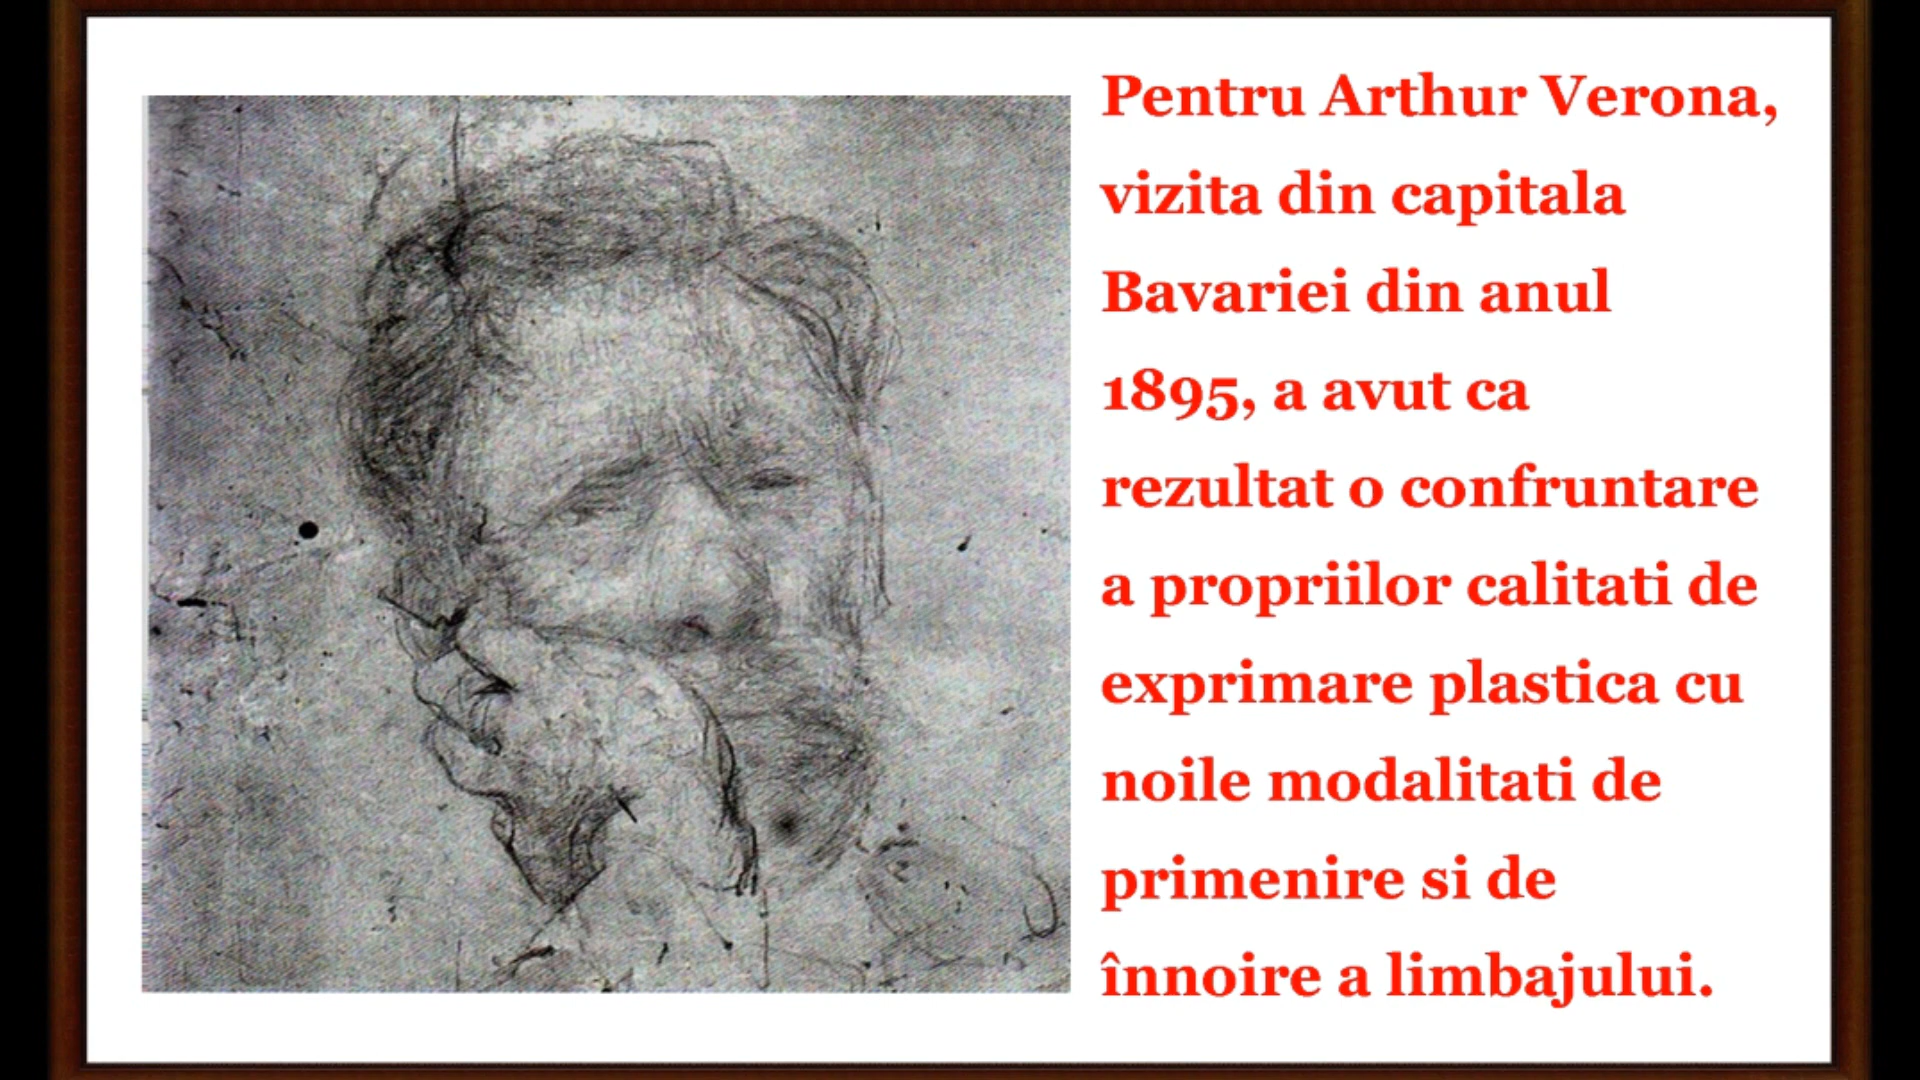 Pentru Arthur Verona,
vizita din capitala
Bavariei din anul
1895, a avut ca
rezultat o confruntare
a propriilor calitati de
exprimare plastica cu
noile modalitati de
primenire si de
înnoire a limbajului.